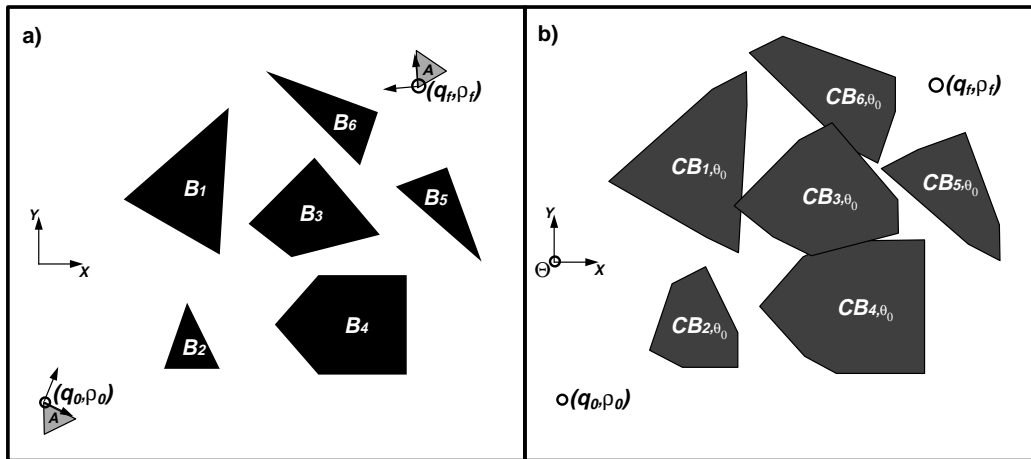 a)
A
(qf,ρf)
B6
B1
B5
B3
Y
X
B4
B2
(q0,ρ0)
A
b)
CB6,θ0
(qf,ρf)
CB1,θ0
CB5,θ0
CB3,θ0
Y
Θ
X
CB4,θ0
CB2,θ0
(q0,ρ0)